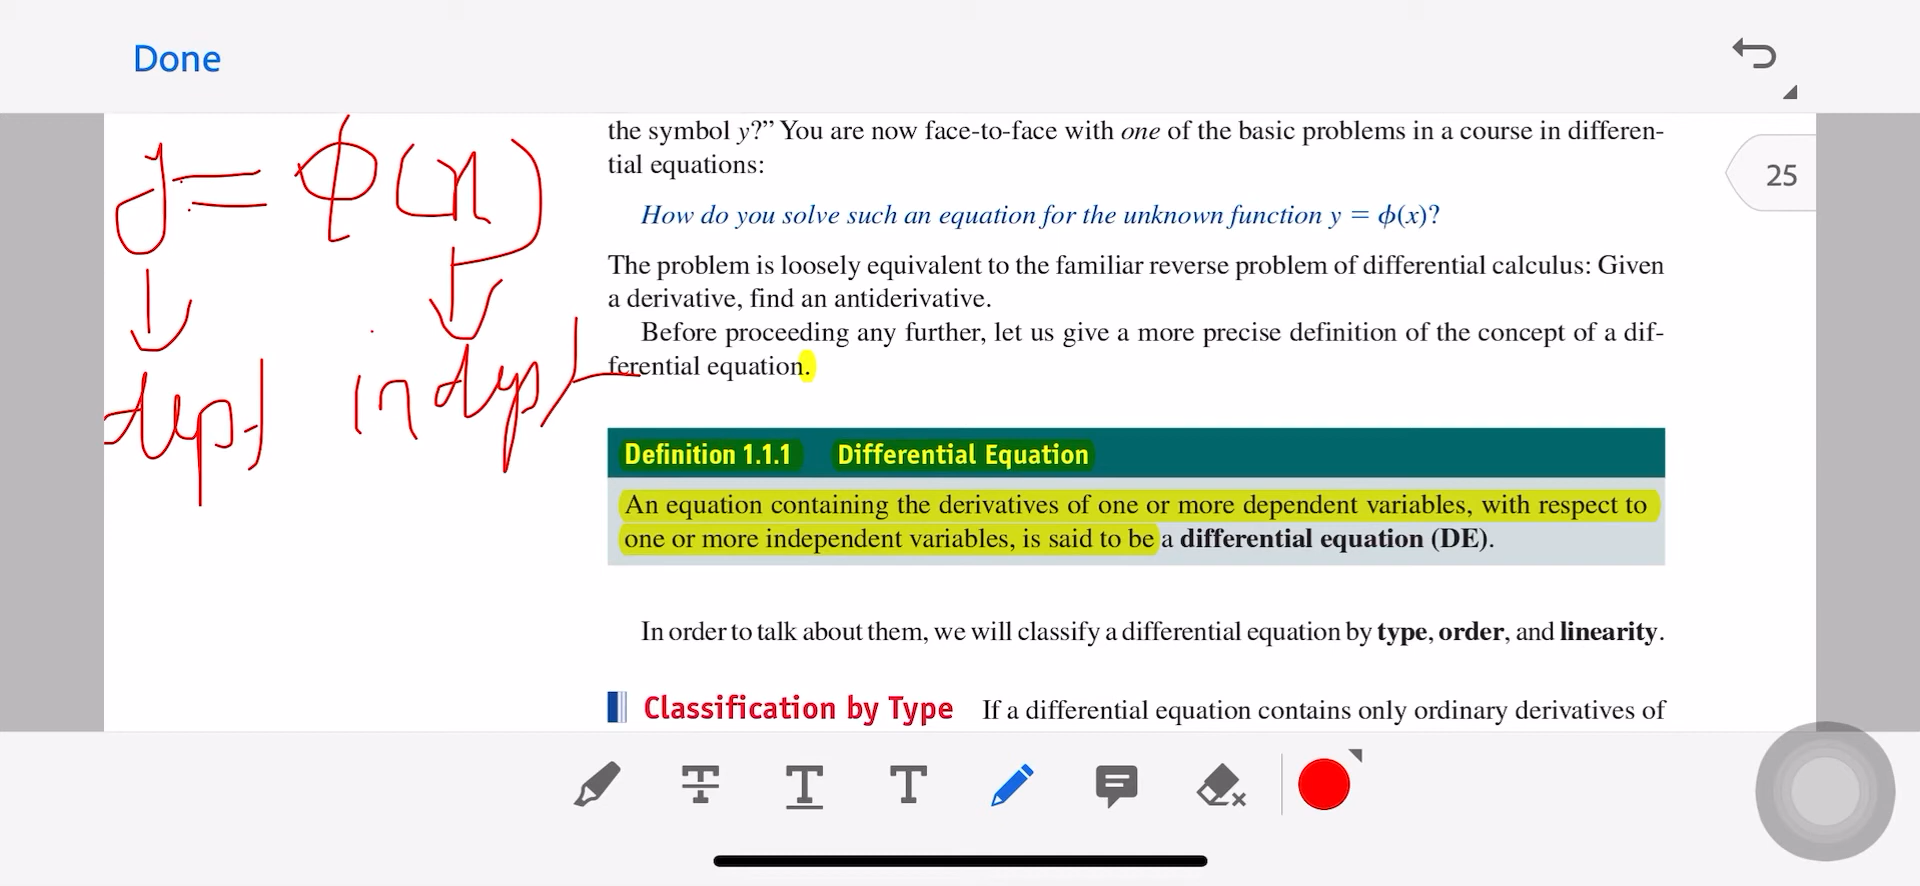 Done
the symbol y?” You are now face-to-face with one of the basic problems in a course in differen-
tial equations:
25
How do you solve such an equation for the unknown function y = ϕ(x)?
The problem is loosely equivalent to the familiar reverse problem of differential calculus: Given
a derivative, find an antiderivative.
Before proceeding any further, let us give a more precise definition of the concept of a dif-
ferential equation.
y = ϕ(x)
dept indept
Definition 1.1.1 Differential Equation
An equation containing the derivatives of one or more dependent variables, with respect to
one or more independent variables, is said to be a differential equation (DE).
In order to talk about them, we will classify a differential equation by type, order, and linearity.
Classification by Type If a differential equation contains only ordinary derivatives of